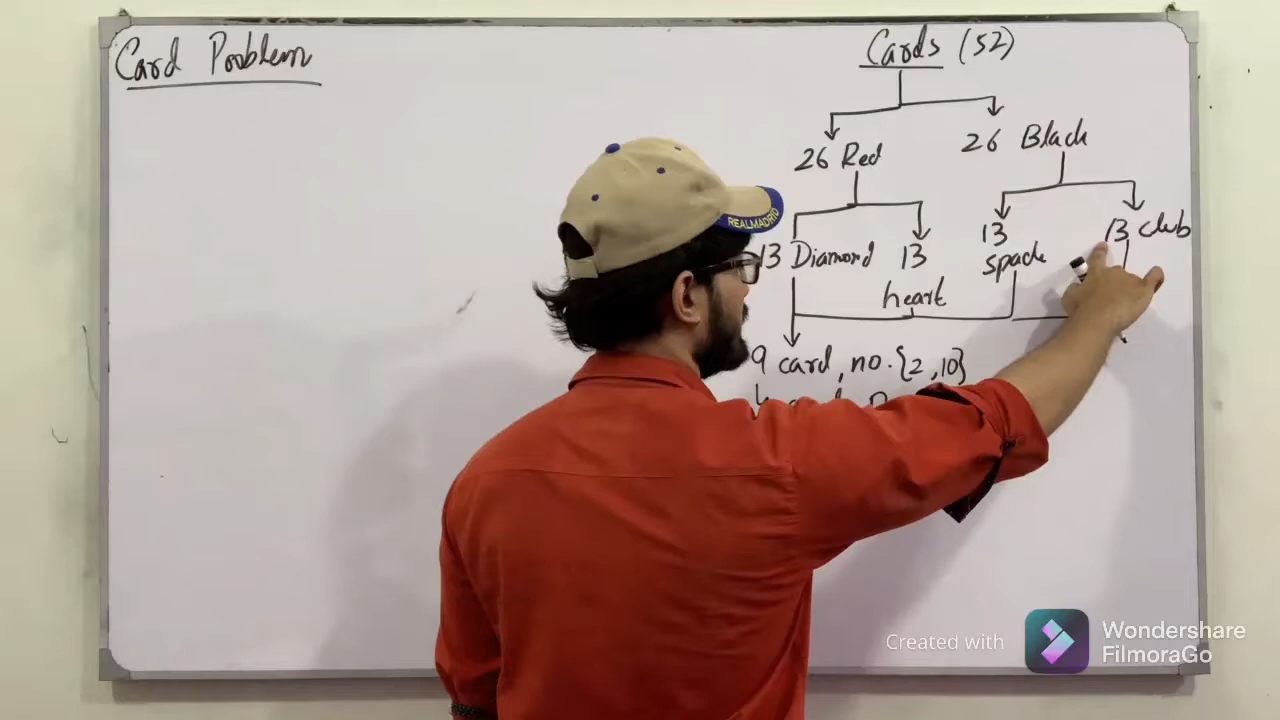 Card Problem
Cards (52)
26 Red
26 Black
13 Diamond
13 heart
13 spade
13 club
9 card, no. {2, 10}
REALMADRID
Created with
Wondershare
FilmoraGo